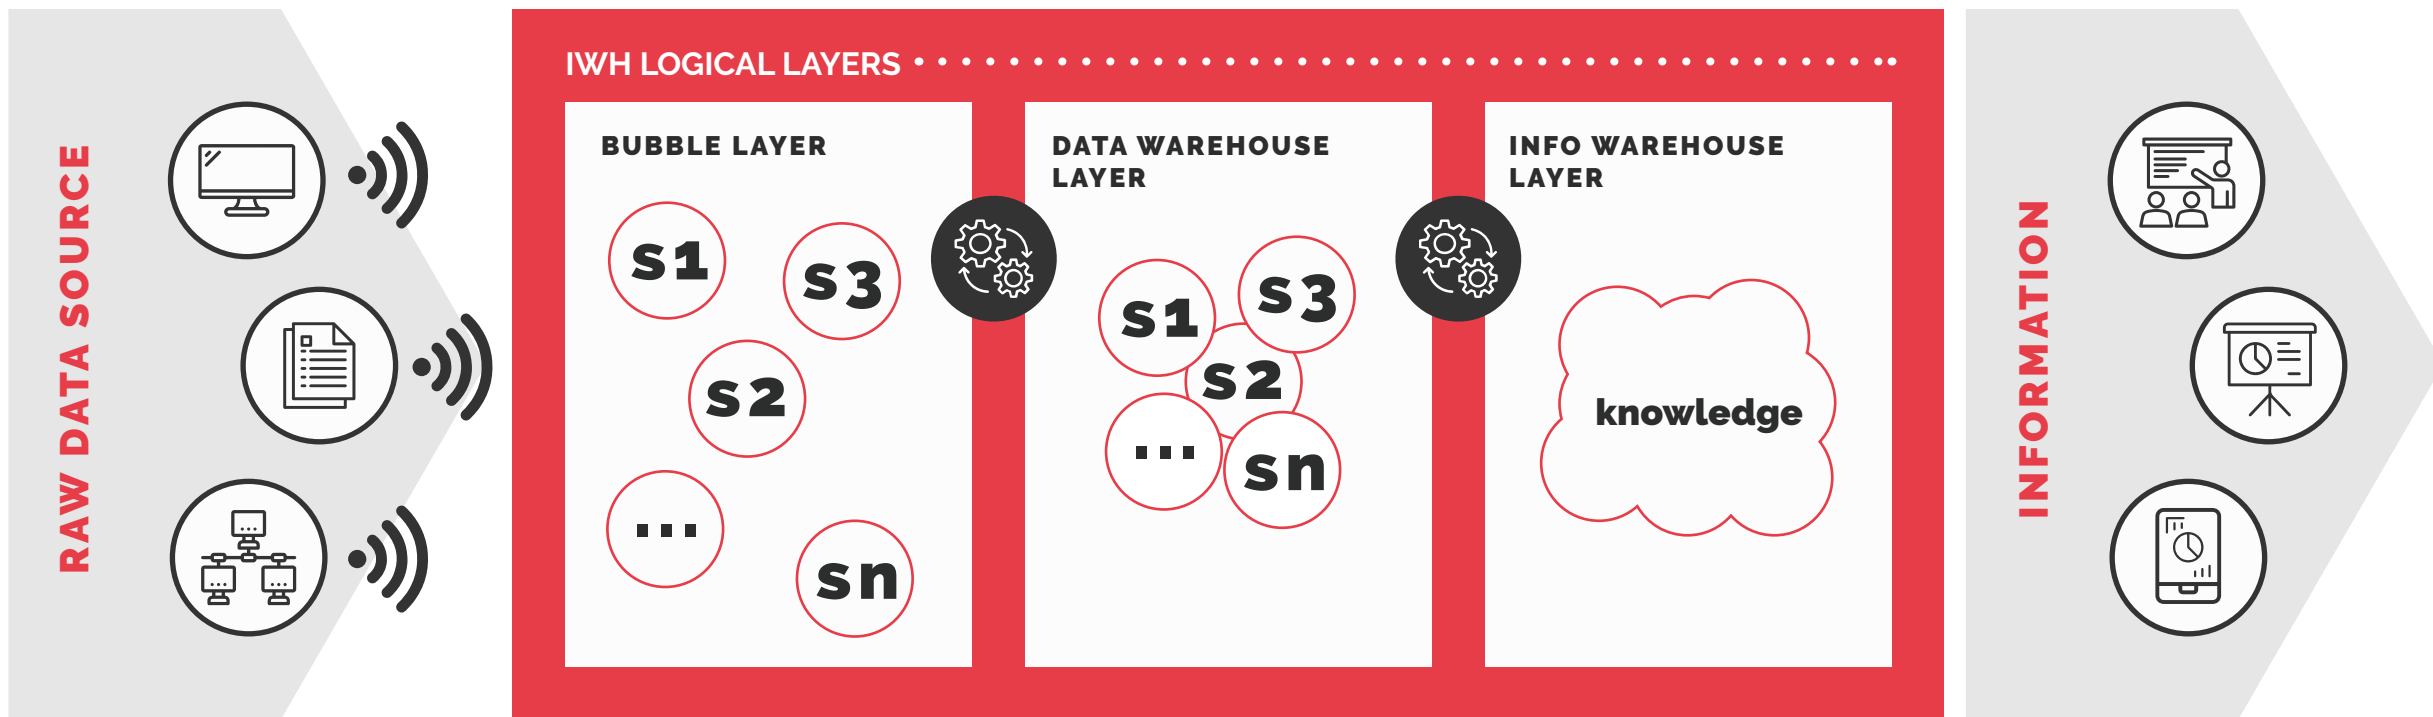 RAW DATA SOURCE
IWH LOGICAL LAYERS
BUBBLE LAYER
s1
s3
s2
...
sn
DATA WAREHOUSE
LAYER
s1
s3
s2
...
sn
INFO WAREHOUSE
LAYER
knowledge
INFORMATION